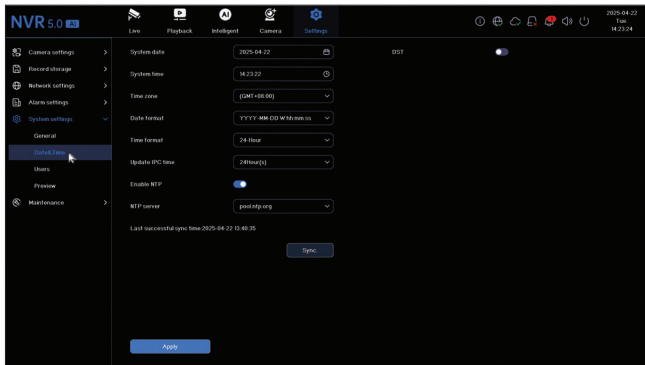 NVR 5.0 AI
Live
Playback
AI
Intelligent
Camera
Settings
2025-04-22
Tue
14:23:24
Camera settings
Record storage
Network settings
Alarm settings
System settings
General
Date&Time
Users
Preview
Maintenance
System date 2025-04-22
DST
System time 14:23:22
Time zone (GMT+08:00)
Date format YYYY-MM-DD W hh:mm:ss
Time format 24-Hour
Update IPC time 24Hour(s)
Enable NTP
NTP server pool.ntp.org
Last successful sync time:2025-04-22 13:40:35
Sync.
Apply